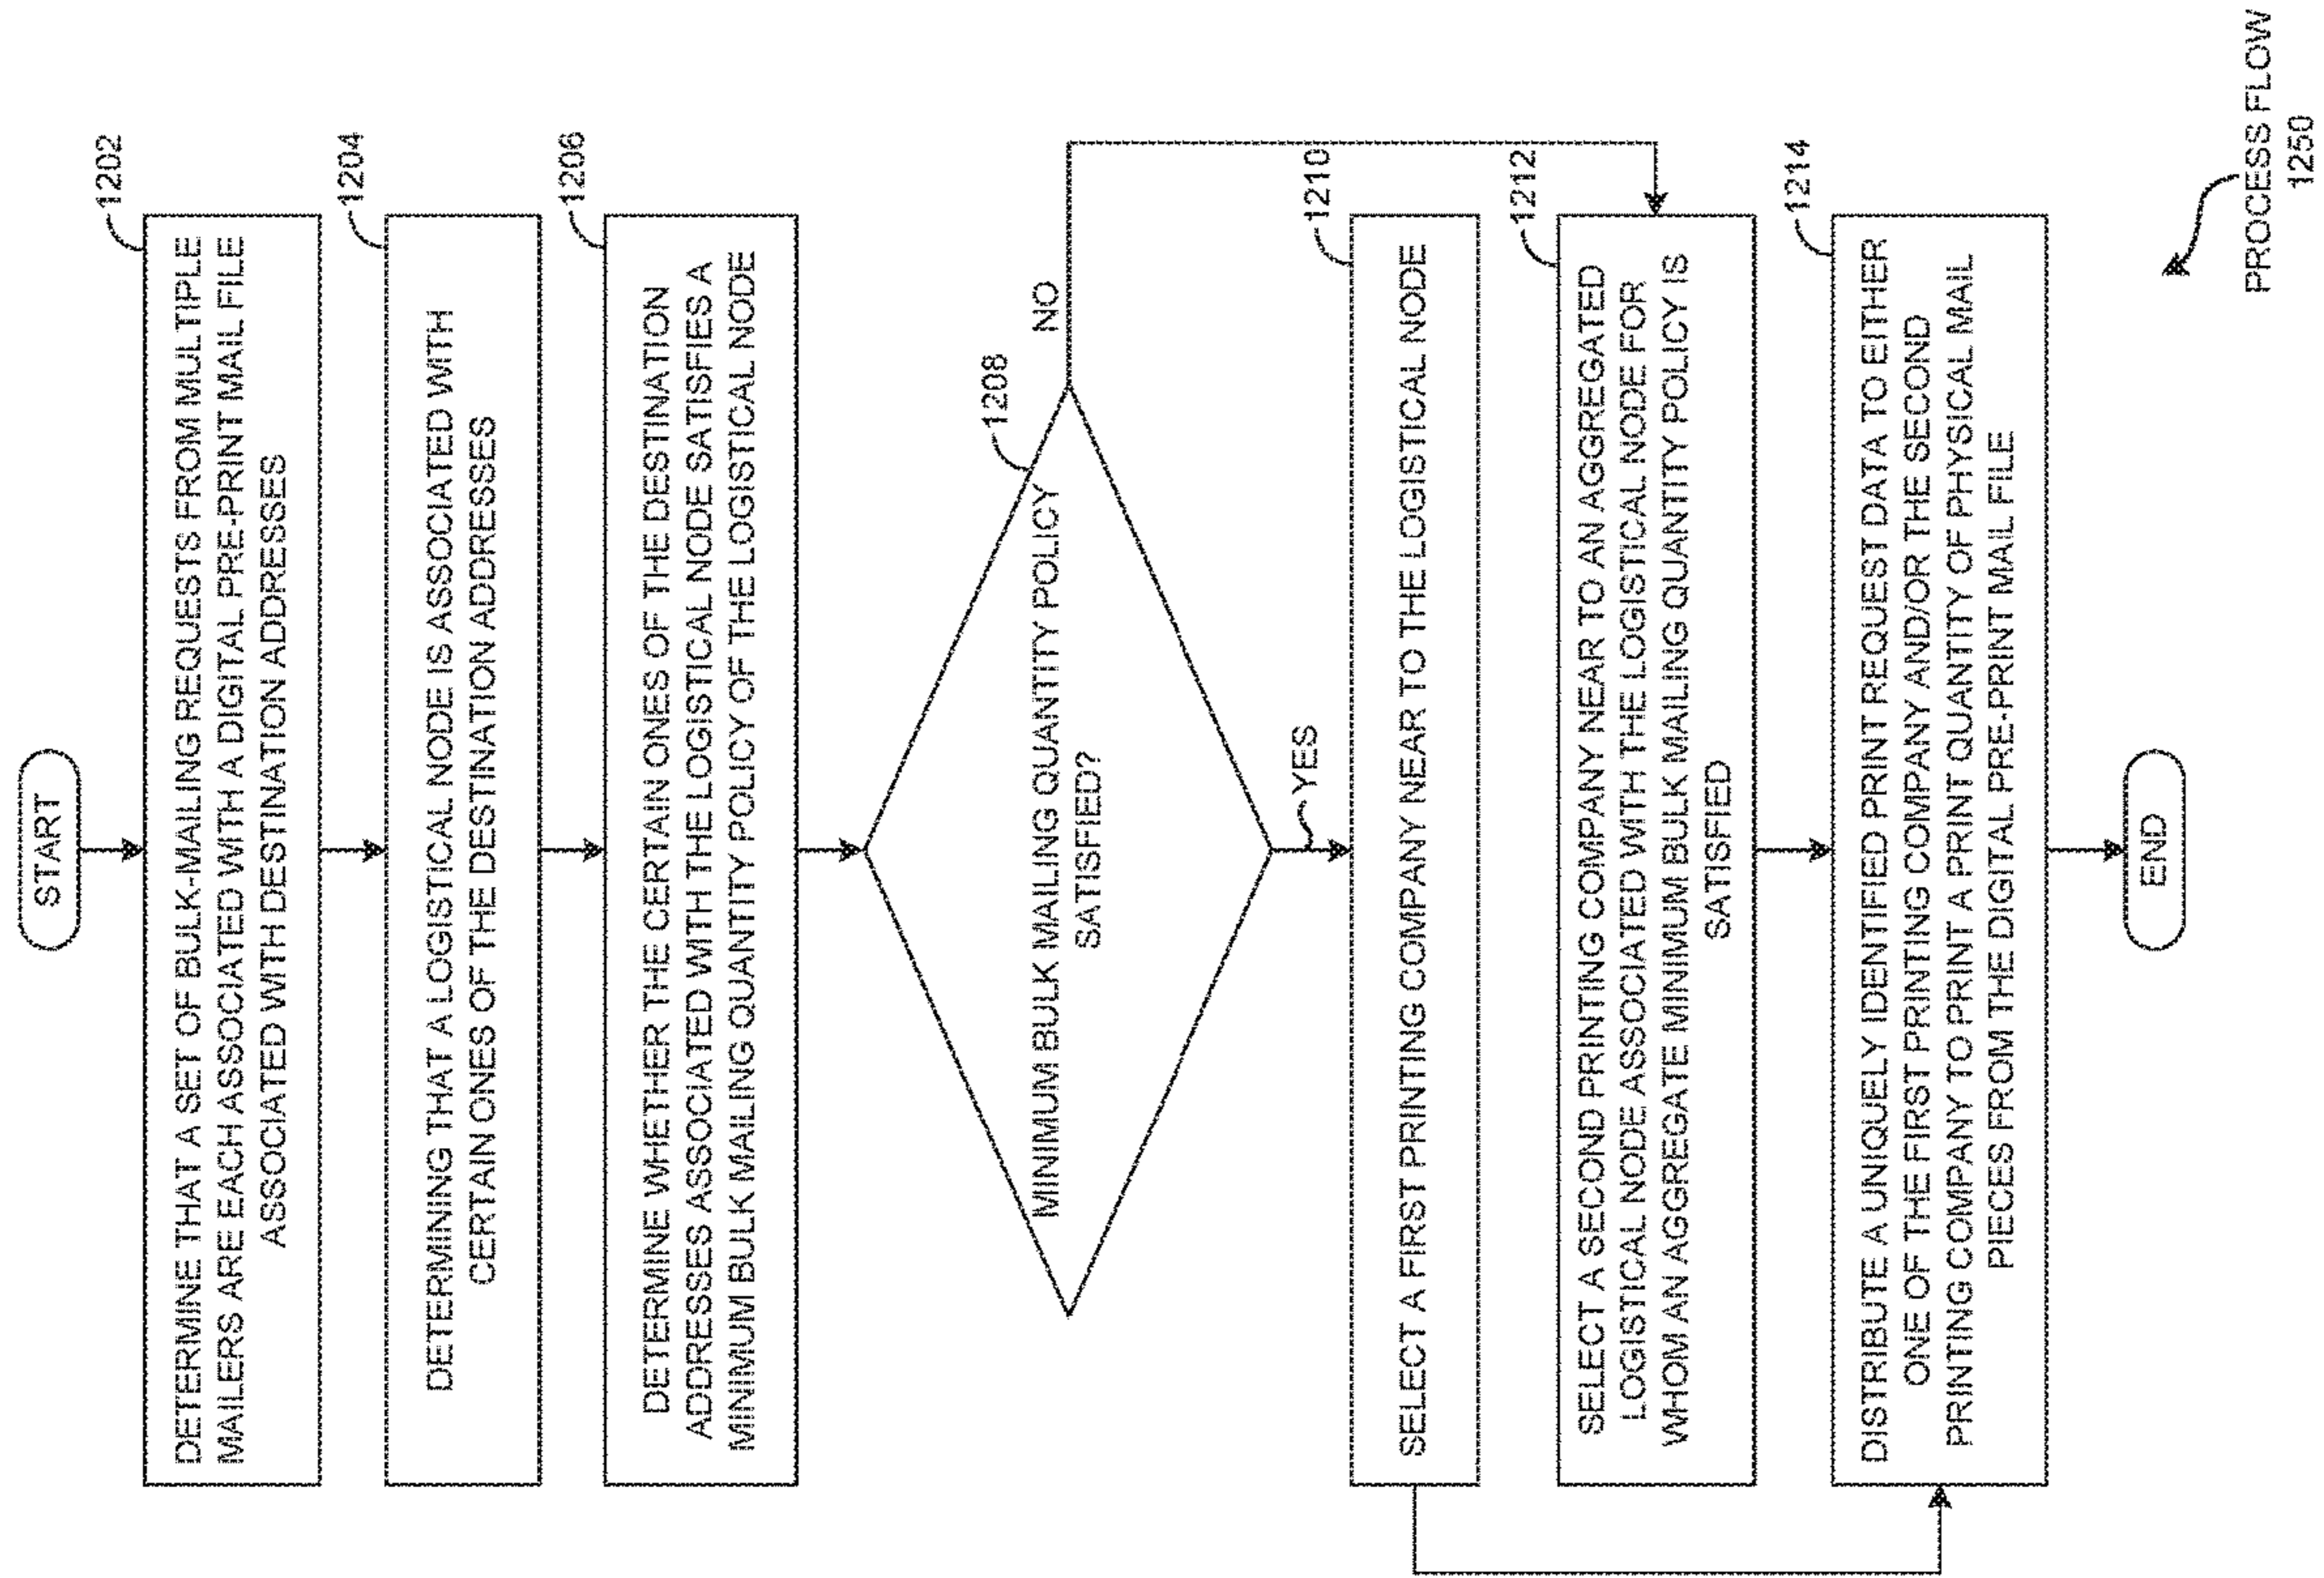 START
1202
DETERMINE THAT A SET OF BULK-MAILING REQUESTS FROM MULTIPLE
MAILERS ARE EACH ASSOCIATED WITH A DIGITAL PRE-PRINT MAIL FILE
ASSOCIATED WITH DESTINATION ADDRESSES
1204
DETERMINING THAT A LOGISTICAL NODE IS ASSOCIATED WITH
CERTAIN ONES OF THE DESTINATION ADDRESSES
1206
DETERMINE WHETHER THE CERTAIN ONES OF THE DESTINATION
ADDRESSES ASSOCIATED WITH THE LOGISTICAL NODE SATISFIES A
MINIMUM BULK MAILING QUANTITY POLICY OF THE LOGISTICAL NODE
1208
NO
MINIMUM BULK MAILING QUANTITY POLICY
SATISFIED?
YES
1210
SELECT A FIRST PRINTING COMPANY NEAR TO THE LOGISTICAL NODE
1212
SELECT A SECOND PRINTING COMPANY NEAR TO AN AGGREGATED
LOGISTICAL NODE ASSOCIATED WITH THE LOGISTICAL NODE FOR
WHOM AN AGGREGATE MINIMUM BULK MAILING QUANTITY POLICY IS
SATISFIED
1214
DISTRIBUTE A UNIQUELY IDENTIFIED PRINT REQUEST DATA TO EITHER
ONE OF THE FIRST PRINTING COMPANY AND/OR THE SECOND
PRINTING COMPANY TO PRINT A PRINT QUANTITY OF PHYSICAL MAIL
PIECES FROM THE DIGITAL PRE-PRINT MAIL FILE
END
PROCESS FLOW
1250